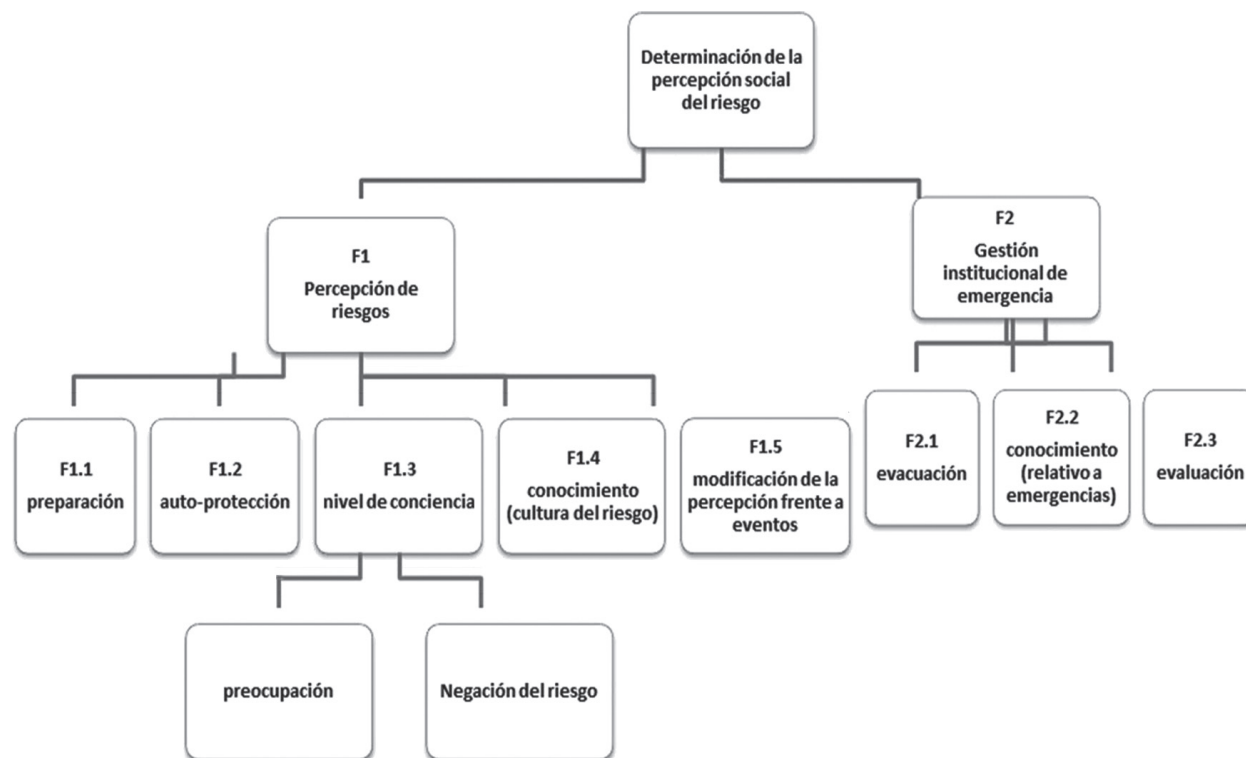 Determinación de la
percepción social
del riesgo
F1
Percepción de
riesgos
F2
Gestión
institucional de
emergencia
F1.1
preparación
F1.2
auto-protección
F1.3
nivel de conciencia
F1.4
conocimiento
(cultura del riesgo)
F1.5
modificación de la
percepción frente a
eventos
F2.1
evacuación
F2.2
conocimiento
(relativo a
emergencias)
F2.3
evaluación
preocupación
Negación del riesgo